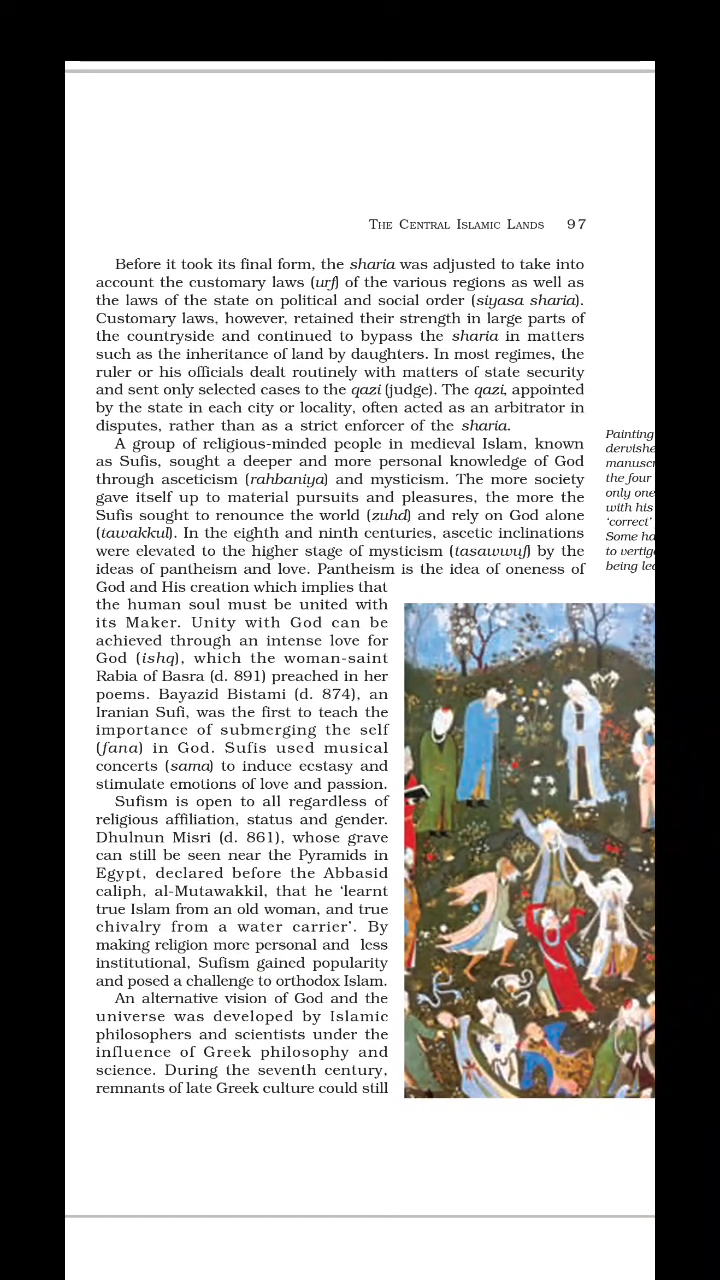 THE CENTRAL ISLAMIC LANDS 97
Before it took its final form, the sharia was adjusted to take into
account the customary laws (urf) of the various regions as well as
the laws of the state on political and social order (siyasa sharia).
Customary laws, however, retained their strength in large parts of
the countryside and continued to bypass the sharia in matters
such as the inheritance of land by daughters. In most regimes, the
ruler or his officials dealt routinely with matters of state security
and sent only selected cases to the qazi (judge). The qazi, appointed
by the state in each city or locality, often acted as an arbitrator in
disputes, rather than as a strict enforcer of the sharia.
A group of religious-minded people in medieval Islam, known
as Sufis, sought a deeper and more personal knowledge of God
through asceticism (rahbaniya) and mysticism. The more society
gave itself up to material pursuits and pleasures, the more the
Sufis sought to renounce the world (zuhd) and rely on God alone
(tawakkul). In the eighth and ninth centuries, ascetic inclinations
were elevated to the higher stage of mysticism (tasawwuf) by the
ideas of pantheism and love. Pantheism is the idea of oneness of
God and His creation which implies that
the human soul must be united with
its Maker. Unity with God can be
achieved through an intense love for
God (ishq), which the woman-saint
Rabia of Basra (d. 891) preached in her
poems. Bayazid Bistami (d. 874), an
Iranian Sufi, was the first to teach the
importance of submerging the self
(fana) in God. Sufis used musical
concerts (sama) to induce ecstasy and
stimulate emotions of love and passion.
Sufism is open to all regardless of
religious affiliation, status and gender.
Dhulnun Misri (d. 861), whose grave
can still be seen near the Pyramids in
Egypt, declared before the Abbasid
caliph, al-Mutawakkil, that he ‘learnt
true Islam from an old woman, and true
chivalry from a water carrier’. By
making religion more personal and less
institutional, Sufism gained popularity
and posed a challenge to orthodox Islam.
An alternative vision of God and the
universe was developed by Islamic
philosophers and scientists under the
influence of Greek philosophy and
science. During the seventh century,
remnants of late Greek culture could still
Painting
dervishe
manuscr
the four
only one
with his
‘correct’
Some ha
to vertig
being lea